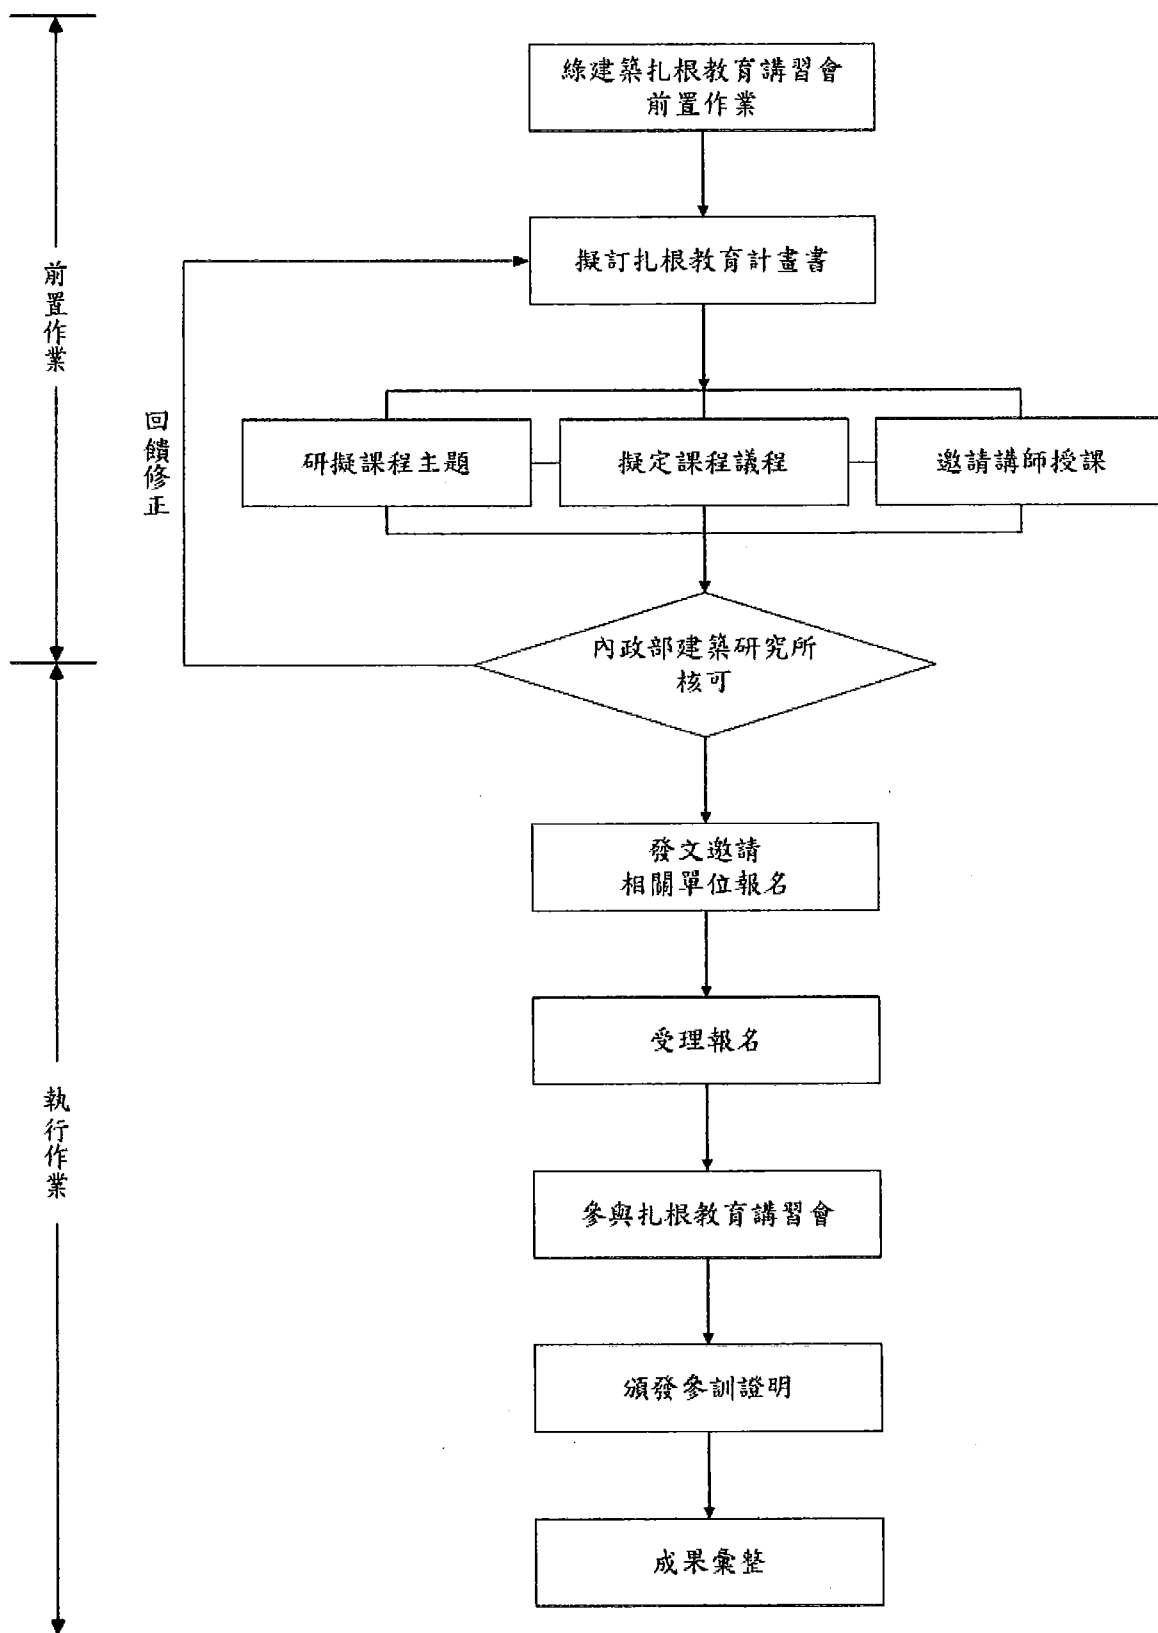 綠建築扎根教育講習會
前置作業
擬訂扎根教育計畫書
前置作業
回饋修正
研擬課程主題
擬定課程議程
邀請講師授課
內政部建築研究所
核可
發文邀請
相關單位報名
受理報名
執行作業
參與扎根教育講習會
頒發參訓證明
成果彙整